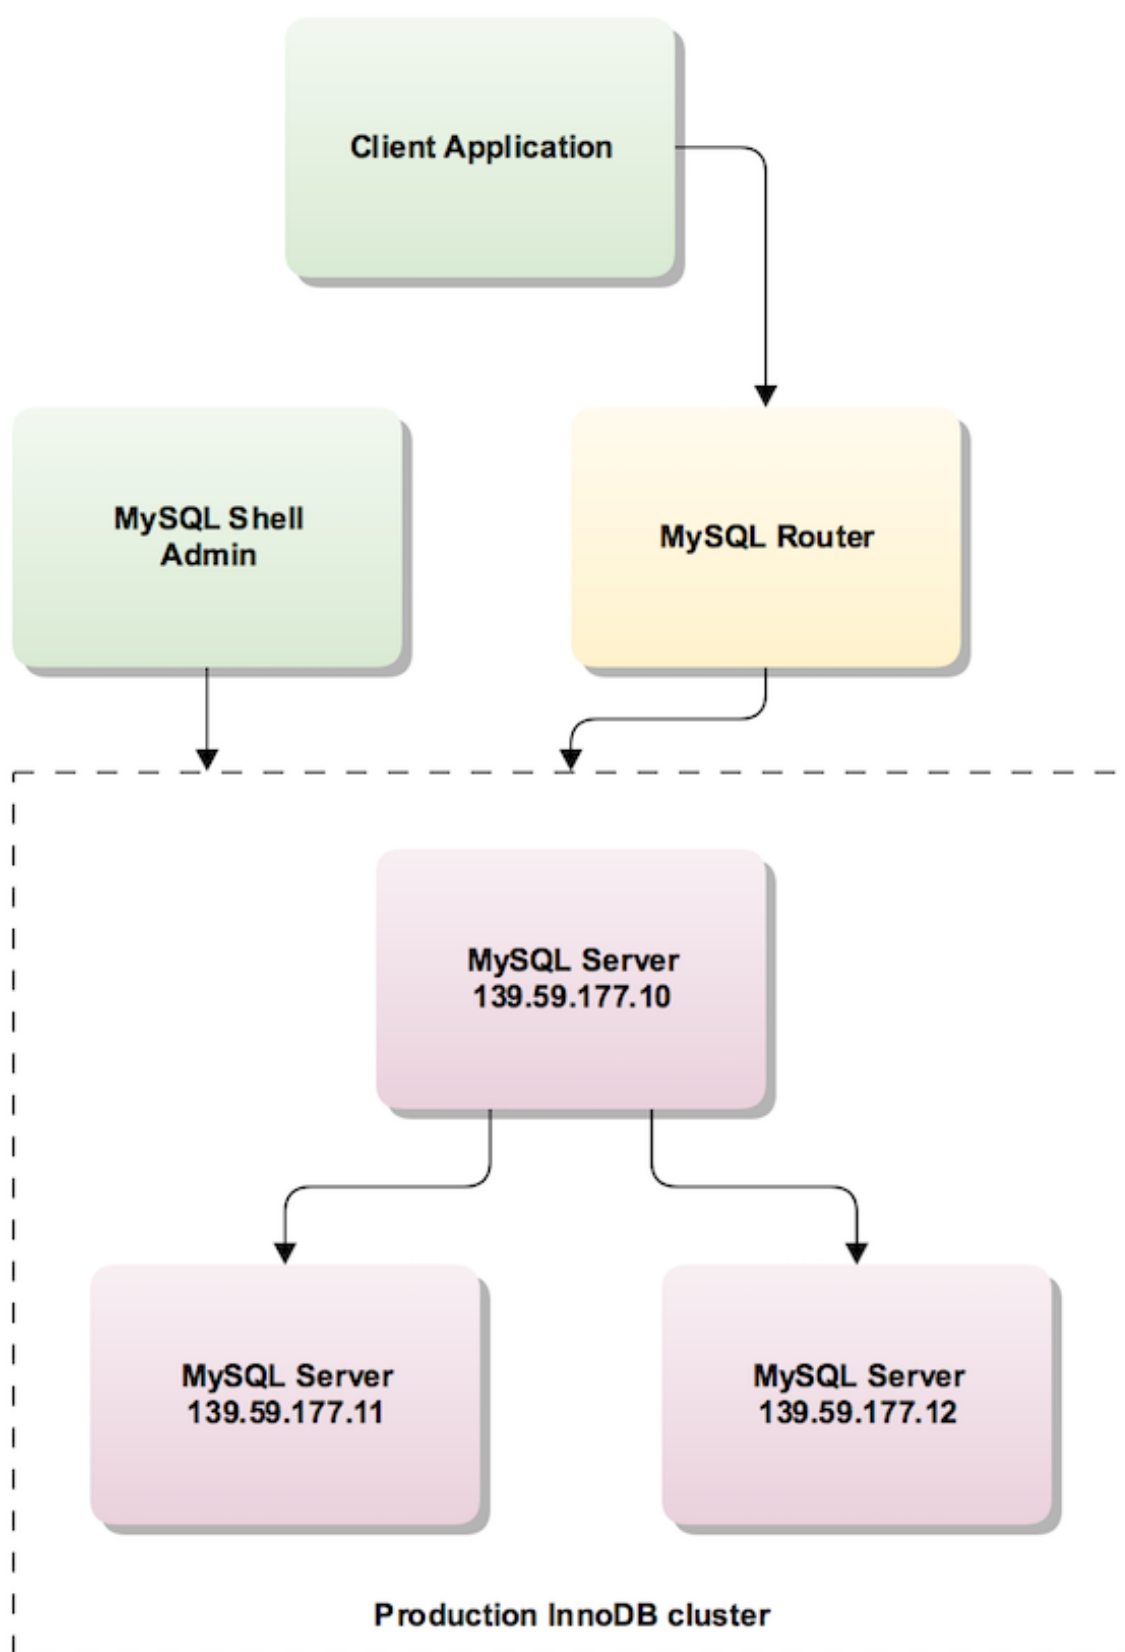 Client Application
MySQL Shell
Admin
MySQL Router
MySQL Server
139.59.177.10
MySQL Server
139.59.177.11
MySQL Server
139.59.177.12
Production InnoDB cluster